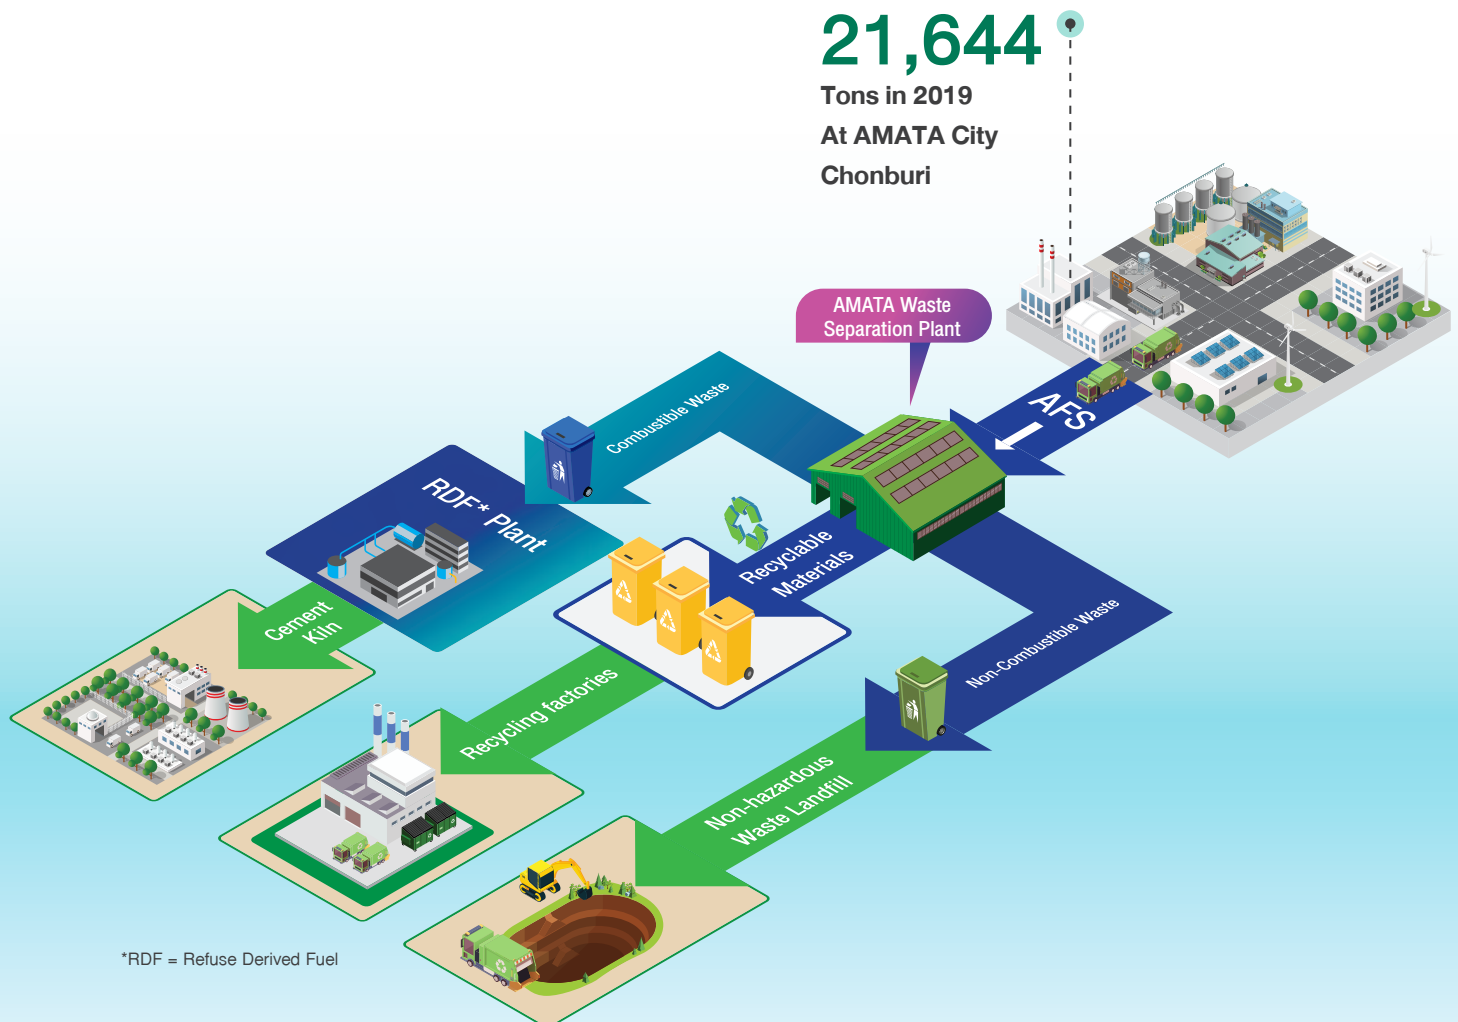 21,644
Tons in 2019
At AMATA City
Chonburi
AMATA Waste
Separation Plant
AFS
Combustible Waste
RDF* Plant
Recyclable
Materials
Non-Combustible Waste
Cement
Kiln
Recycling factories
Non-hazardous
Waste Landfill
*RDF = Refuse Derived Fuel